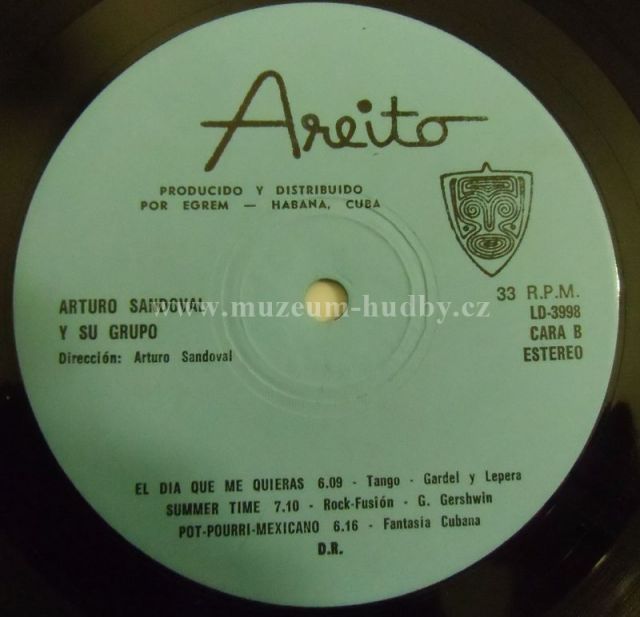 Areito
PRODUCIDO Y DISTRIBUIDO
POR EGREM — HABANA, CUBA
ARTURO SANDOVAL
Y SU GRUPO
Dirección: Arturo Sandoval
www.muzeum-hudby.cz
33 R.P.M.
LD-3998
CARA B
ESTEREO
EL DIA QUE ME QUIERAS 6.09 - Tango - Gardel y Lepera
SUMMER TIME 7.10 - Rock-Fusión - G. Gershwin
POT-POURRI-MEXICANO 6.16 - Fantasia Cubana
D.R.